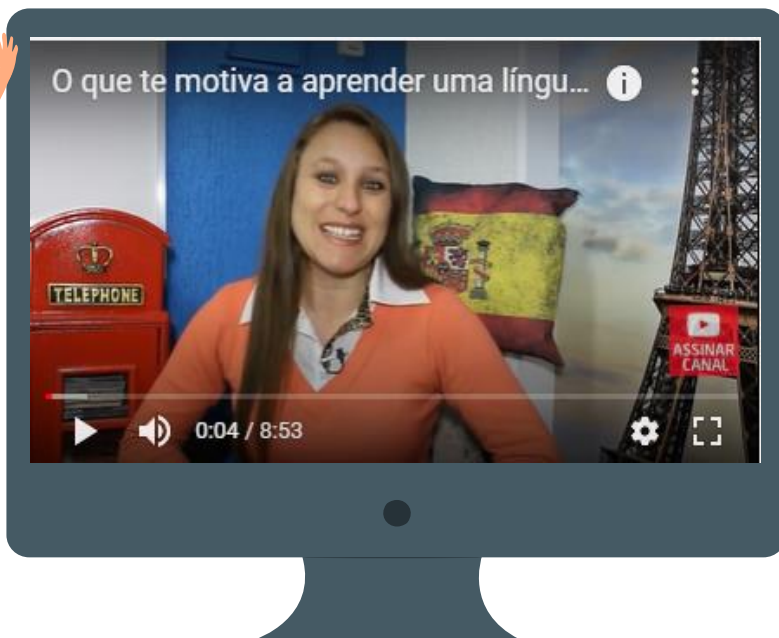 O que te motiva a aprender uma língu...
TELEPHONE
ASSINAR
CANAL
0:04 / 8:53